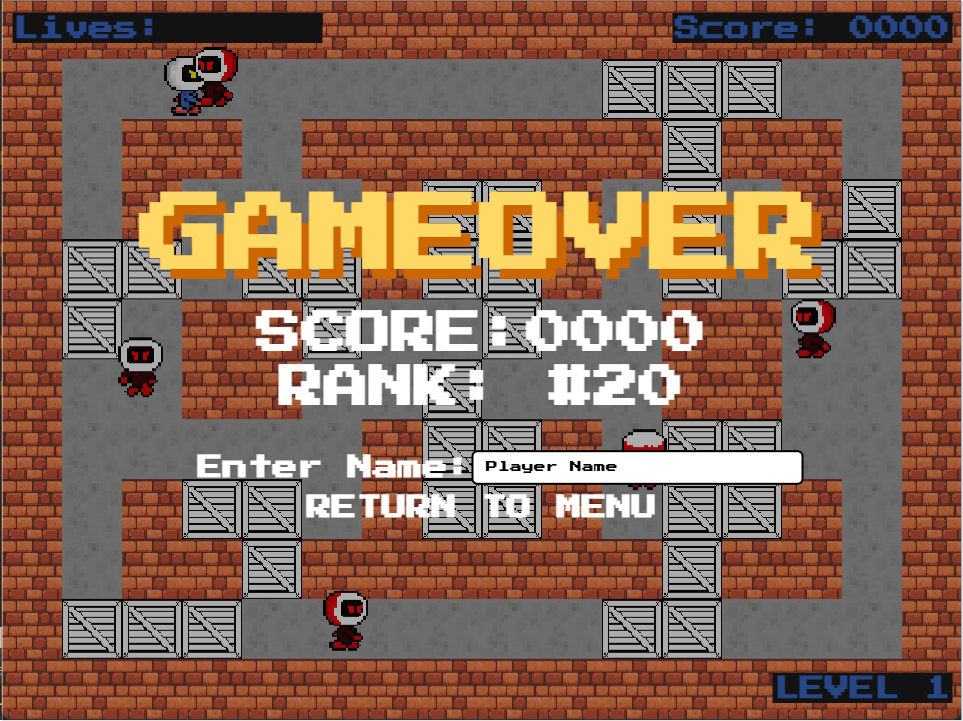 Lives:
Score: 0000
GAMEOVER
SCORE:0000
RANK: #20
Enter Name: Player Name
RETURN TO MENU
LEVEL 1